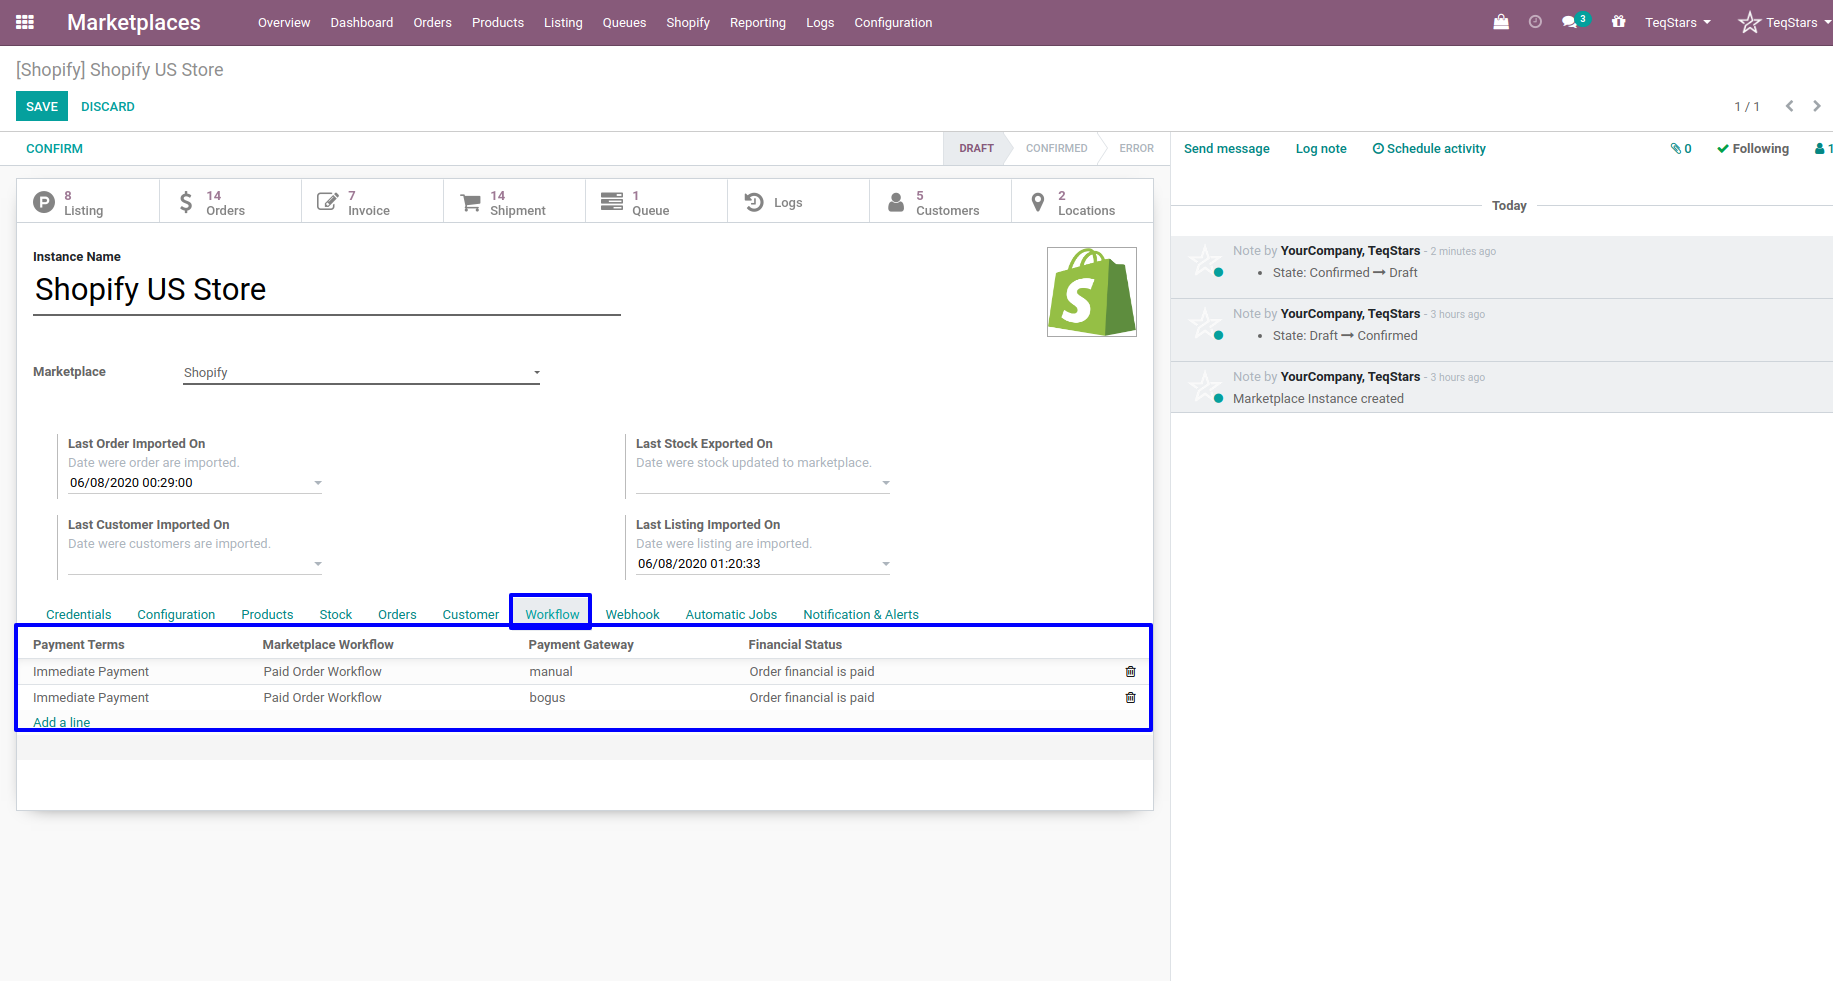 Marketplaces Overview Dashboard Orders Products Listing Queues Shopify Reporting Logs Configuration 3 TeqStars TeqStars
[Shopify] Shopify US Store
SAVE DISCARD 1 / 1
CONFIRM DRAFT CONFIRMED ERROR Send message Log note Schedule activity 0 Following 1
8 Listing
14 Orders
7 Invoice
14 Shipment
1 Queue
Logs
5 Customers
2 Locations
Instance Name
Shopify US Store
Marketplace Shopify
Last Order Imported On
Date were order are imported.
06/08/2020 00:29:00
Last Stock Exported On
Date were stock updated to marketplace.
Last Customer Imported On
Date were customers are imported.
Last Listing Imported On
Date were listing are imported.
06/08/2020 01:20:33
Credentials Configuration Products Stock Orders Customer Workflow Webhook Automatic Jobs Notification & Alerts
Payment Terms Marketplace Workflow Payment Gateway Financial Status
Immediate Payment Paid Order Workflow manual Order financial is paid
Immediate Payment Paid Order Workflow bogus Order financial is paid
Add a line
Today
Note by YourCompany, TeqStars - 2 minutes ago
• State: Confirmed → Draft
Note by YourCompany, TeqStars - 3 hours ago
• State: Draft → Confirmed
Note by YourCompany, TeqStars - 3 hours ago
Marketplace Instance created